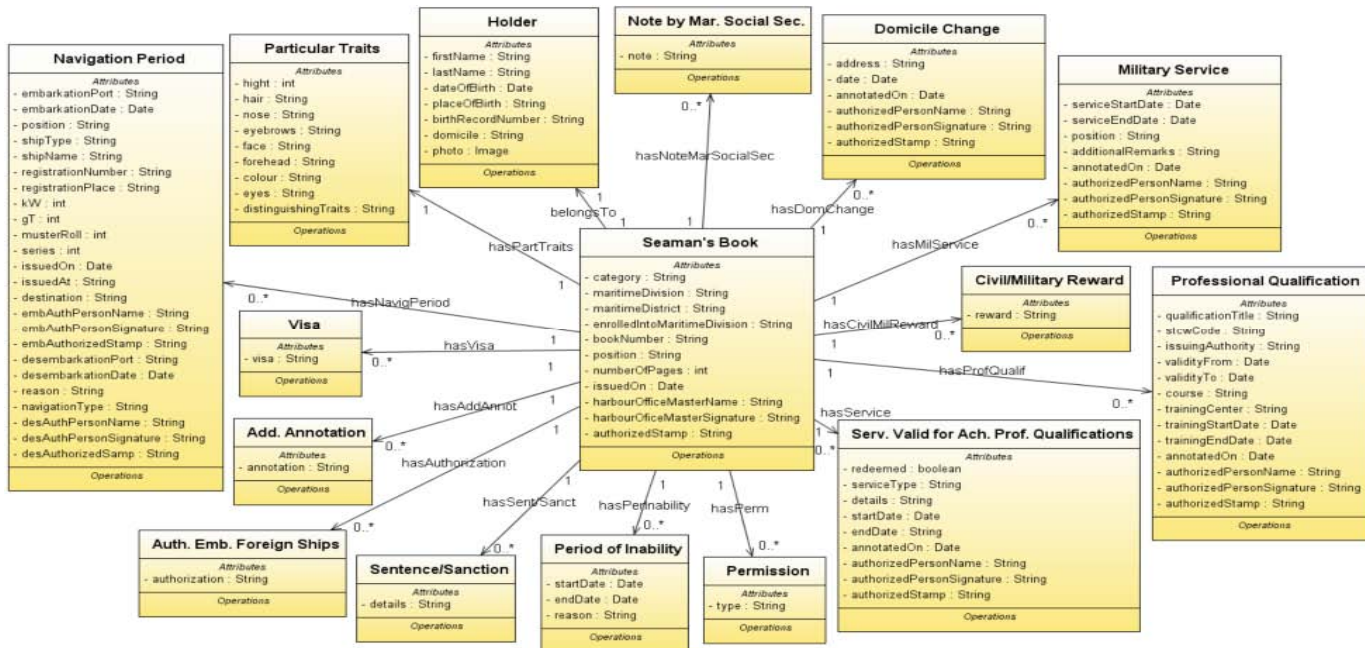 Navigation Period
Attributes
- embarkationPort : String
- embarkationDate : Date
- position : String
- shipType : String
- shipName : String
- registrationNumber : String
- registrationPlace : String
- kW : int
- gT : int
- musterRoll : int
- series : int
- issuedOn : Date
- issuedAt : String
- destination : String
- embAuthPersonName : String
- embAuthPersonSignature : String
- embAuthorizedStamp : String
- desembarkationPort : String
- desembarkationDate : Date
- reason : String
- navigationType : String
- desAuthPersonName : String
- desAuthPersonSignature : String
- desAuthorizedSamp : String
Operations
Particular Traits
Attributes
- hight : int
- hair : String
- nose : String
- eyebrows : String
- face : String
- forehead : String
- colour : String
- eyes : String
- distinguishingTraits : String
Operations
Holder
Attributes
- firstName : String
- lastName : String
- dateOfBirth : Date
- placeOfBirth : String
- birthRecordNumber : String
- domicile : String
- photo : Image
Operations
Note by Mar. Social Sec.
Attributes
- note : String
Operations
Domicile Change
Attributes
- address : String
- date : Date
- annotatedOn : Date
- authorizedPersonName : String
- authorizedPersonSignature : String
- authorizedStamp : String
Operations
Military Service
Attributes
- serviceStartDate : Date
- serviceEndDate : Date
- position : String
- additionalRemarks : String
- annotatedOn : Date
- authorizedPersonName : String
- authorizedPersonSignature : String
- authorizedStamp : String
Operations
0..*
hasNoteMarSocialSec
1
1
belongsTo
1
1
hasDomChange
0..*
1
hasPartTraits
1
1
hasMilService
0..*
1
0..*
hasNavigPeriod
1
Seaman's Book
Attributes
- category : String
- maritimeDivision : String
- maritimeDistrict : String
- enrolledIntoMaritimeDivision : String
- bookNumber : String
- position : String
- numberOfPages : int
- issuedOn : Date
- harbourOfficeMasterName : String
- harbourOficeMasterSignature : String
- authorizedStamp : String
Operations
Civil/Military Reward
Attributes
- reward : String
Operations
hasCivilMilReward
0..*
1
Professional Qualification
Attributes
- qualificationTitle : String
- stcwCode : String
- issuingAuthority : String
- validityFrom : Date
- validityTo : Date
- course : String
- trainingCenter : String
- trainingStartDate : Date
- trainingEndDate : Date
- annotatedOn : Date
- authorizedPersonName : String
- authorizedPersonSignature : String
- authorizedStamp : String
Operations
hasProfQualif
1
0..*
Visa
Attributes
- visa : String
Operations
hasVisa
0..*
1
hasAddAnnot
0..*
1
Add. Annotation
Attributes
- annotation : String
Operations
hasAuthorization
0..*
1
hasService
1
0..*
Serv. Valid for Ach. Prof. Qualifications
Attributes
- redeemed : boolean
- serviceType : String
- details : String
- startDate : Date
- endDate : String
- annotatedOn : Date
- authorizedPersonName : String
- authorizedPersonSignature : String
- authorizedStamp : String
Operations
hasSent/Sanct
1
0..*
1
0..*
hasPerm
1
0..*
Auth. Emb. Foreign Ships
Attributes
- authorization : String
Operations
Sentence/Sanction
Attributes
- details : String
Operations
Period of Inability
Attributes
- startDate : Date
- endDate : Date
- reason : String
Operations
Permission
Attributes
- type : String
Operations